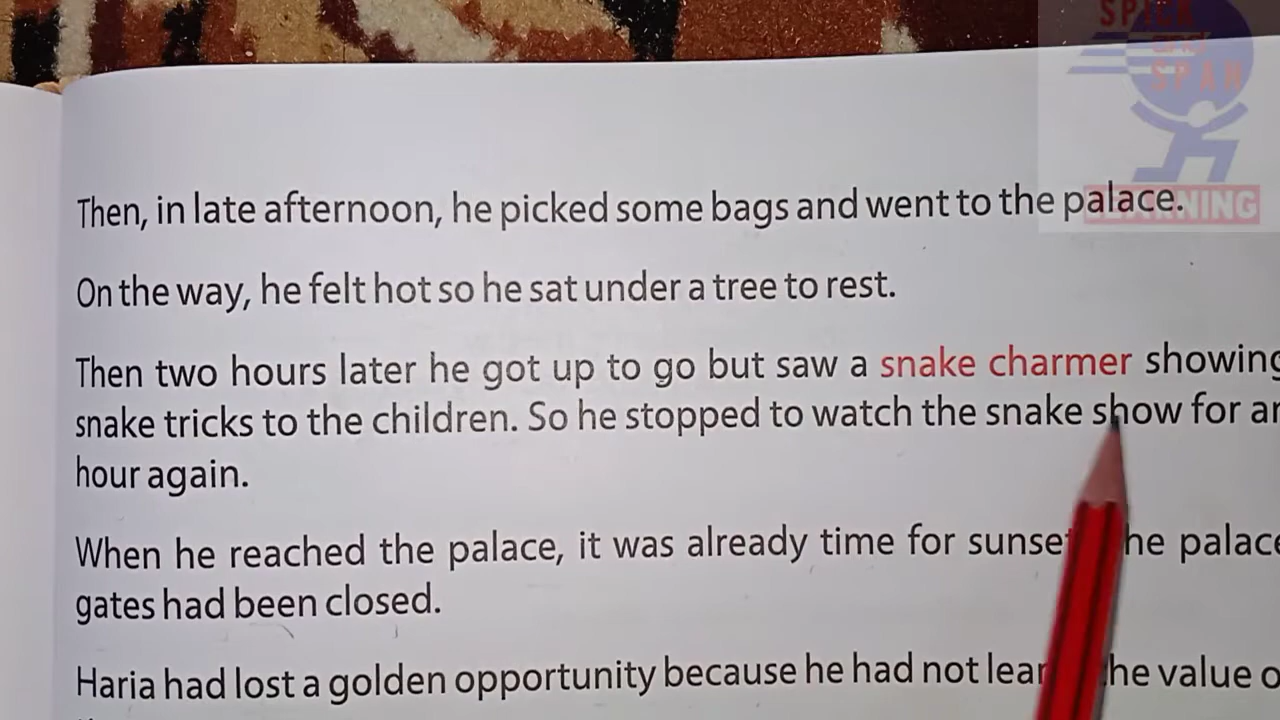 SPICK
AND
SPAN
LEARNING
Then, in late afternoon, he picked some bags and went to the palace.
On the way, he felt hot so he sat under a tree to rest.
Then two hours later he got up to go but saw a snake charmer showing
snake tricks to the children. So he stopped to watch the snake show for an
hour again.
When he reached the palace, it was already time for sunset. The palace
gates had been closed.
Haria had lost a golden opportunity because he had not learnt the value